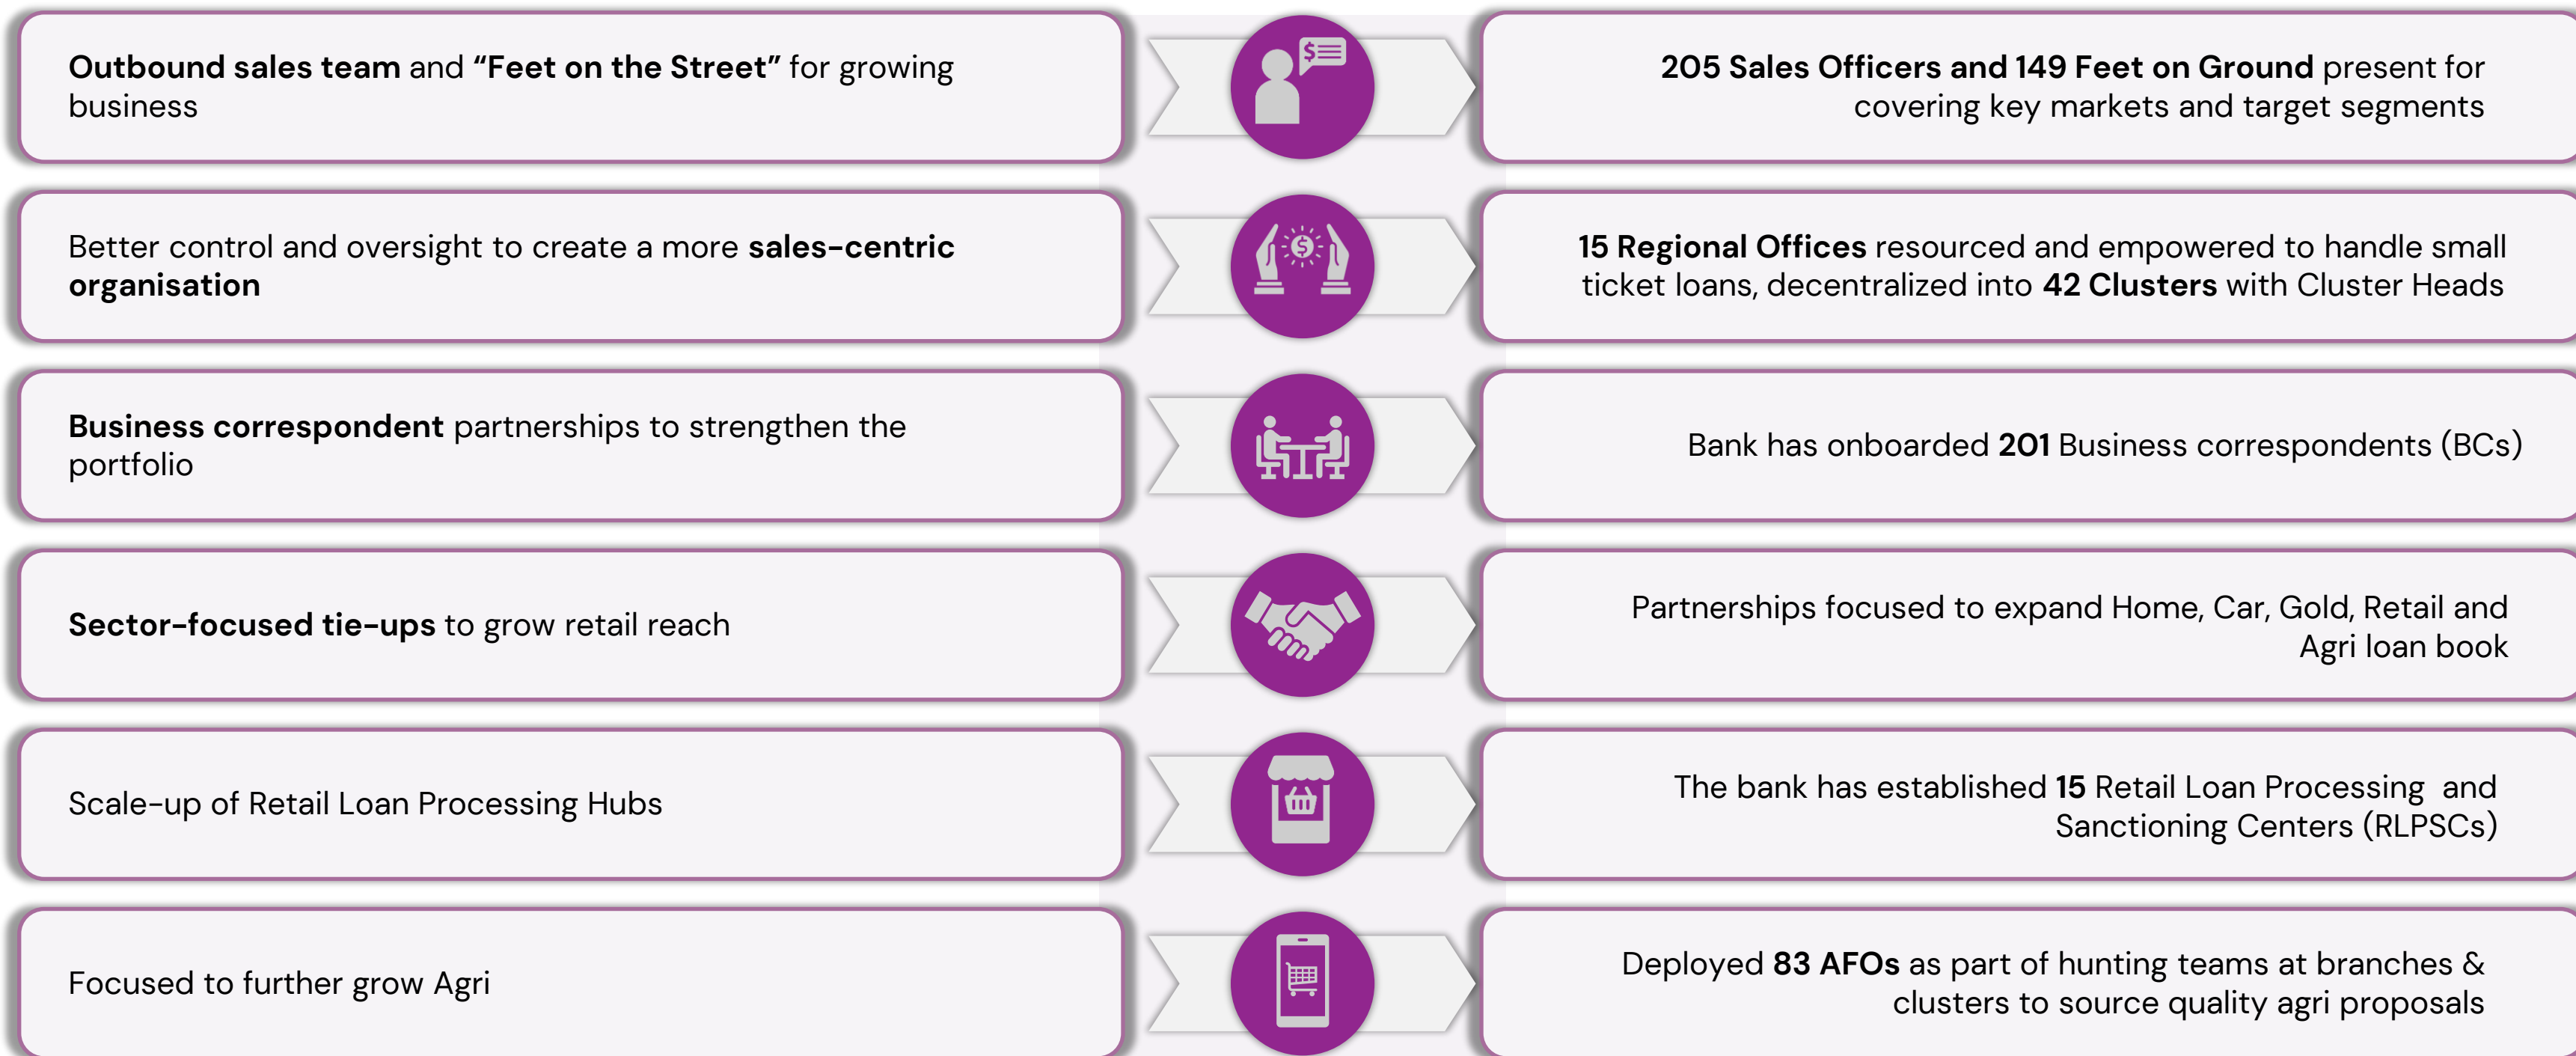 Outbound sales team and “Feet on the Street” for growing
business
205 Sales Officers and 149 Feet on Ground present for
covering key markets and target segments
Better control and oversight to create a more sales-centric
organisation
15 Regional Offices resourced and empowered to handle small
ticket loans, decentralized into 42 Clusters with Cluster Heads
Business correspondent partnerships to strengthen the
portfolio
Bank has onboarded 201 Business correspondents (BCs)
Sector-focused tie-ups to grow retail reach
Partnerships focused to expand Home, Car, Gold, Retail and
Agri loan book
Scale-up of Retail Loan Processing Hubs
The bank has established 15 Retail Loan Processing  and
Sanctioning Centers (RLPSCs)
Focused to further grow Agri
Deployed 83 AFOs as part of hunting teams at branches &
clusters to source quality agri proposals